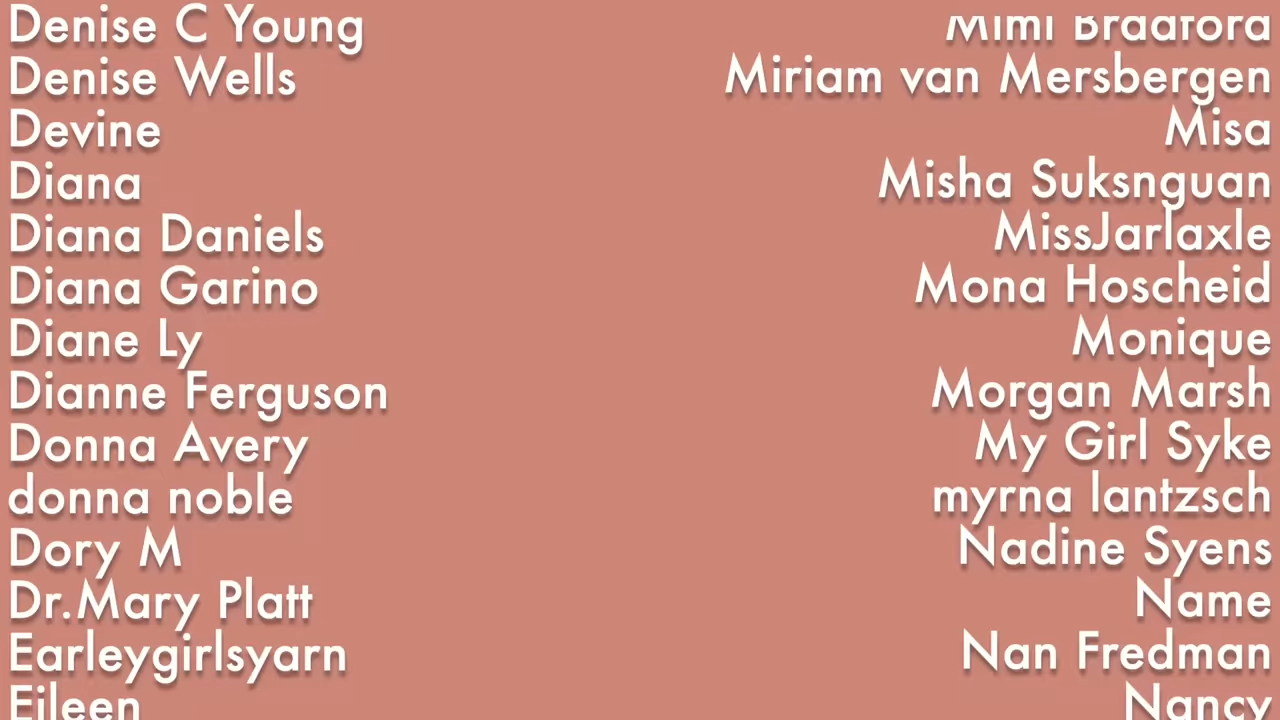 Denise C Young
Denise Wells
Devine
Diana
Diana Daniels
Diana Garino
Diane Ly
Dianne Ferguson
Donna Avery
donna noble
Dory M
Dr.Mary Platt
Earleygirlsyarn
Eileen
Mimi Bradford
Miriam van Mersbergen
Misa
Misha Suksnguan
MissJarlaxle
Mona Hoscheid
Monique
Morgan Marsh
My Girl Syke
myrna lantzsch
Nadine Syens
Name
Nan Fredman
Nancy